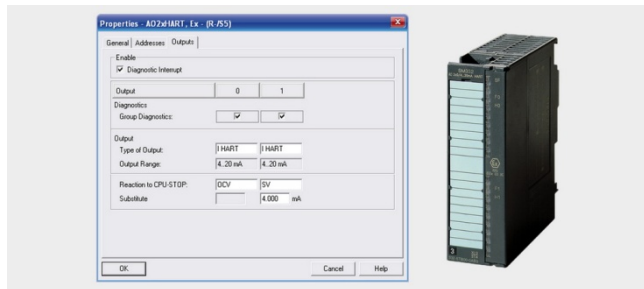 Properties - AO2xHART, Ex - (R-/S5)
General Addresses Outputs
Enable
Diagnostic Interrupt
Output 0 1
Diagnostics
Group Diagnostics:
Output
Type of Output: I HART I HART
Output Range: 4..20 mA 4..20 mA
Reaction to CPU-STOP: OCV SV
Substitute 4.000 mA
OK Cancel Help
3